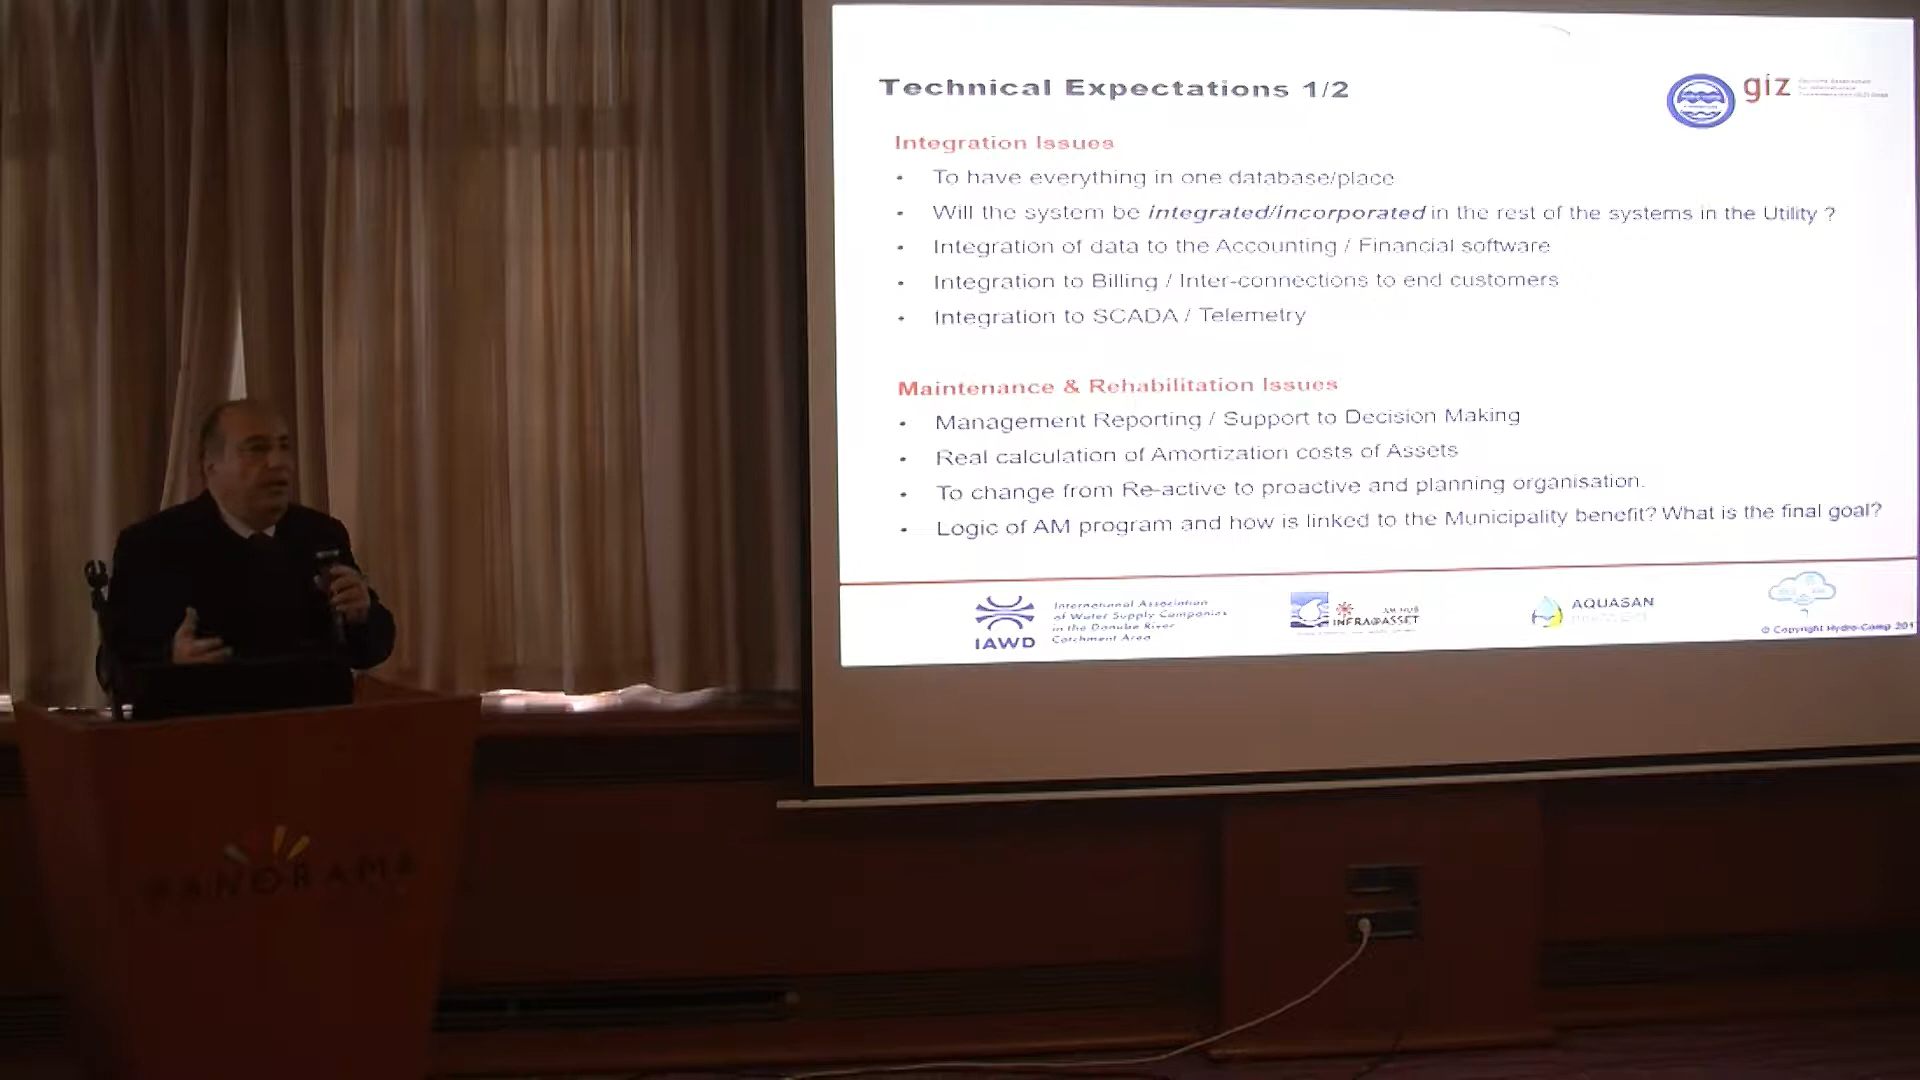 Technical Expectations 1/2
giz
Integration Issues
• To have everything in one database/place
• Will the system be integrated/incorporated in the rest of the systems in the Utility ?
• Integration of data to the Accounting / Financial software
• Integration to Billing / Inter-connections to end customers
• Integration to SCADA / Telemetry
Maintenance & Rehabilitation Issues
• Management Reporting / Support to Decision Making
• Real calculation of Amortization costs of Assets
• To change from Re-active to proactive and planning organisation.
• Logic of AM program and how is linked to the Municipality benefit? What is the final goal?
IAWD
International Association
of Water Supply Companies
in the Danube River
Catchment Area
AM HUB
INFRA@ASSET
AQUASAN
© Copyright Hydro-Comp 201
PANORAMA